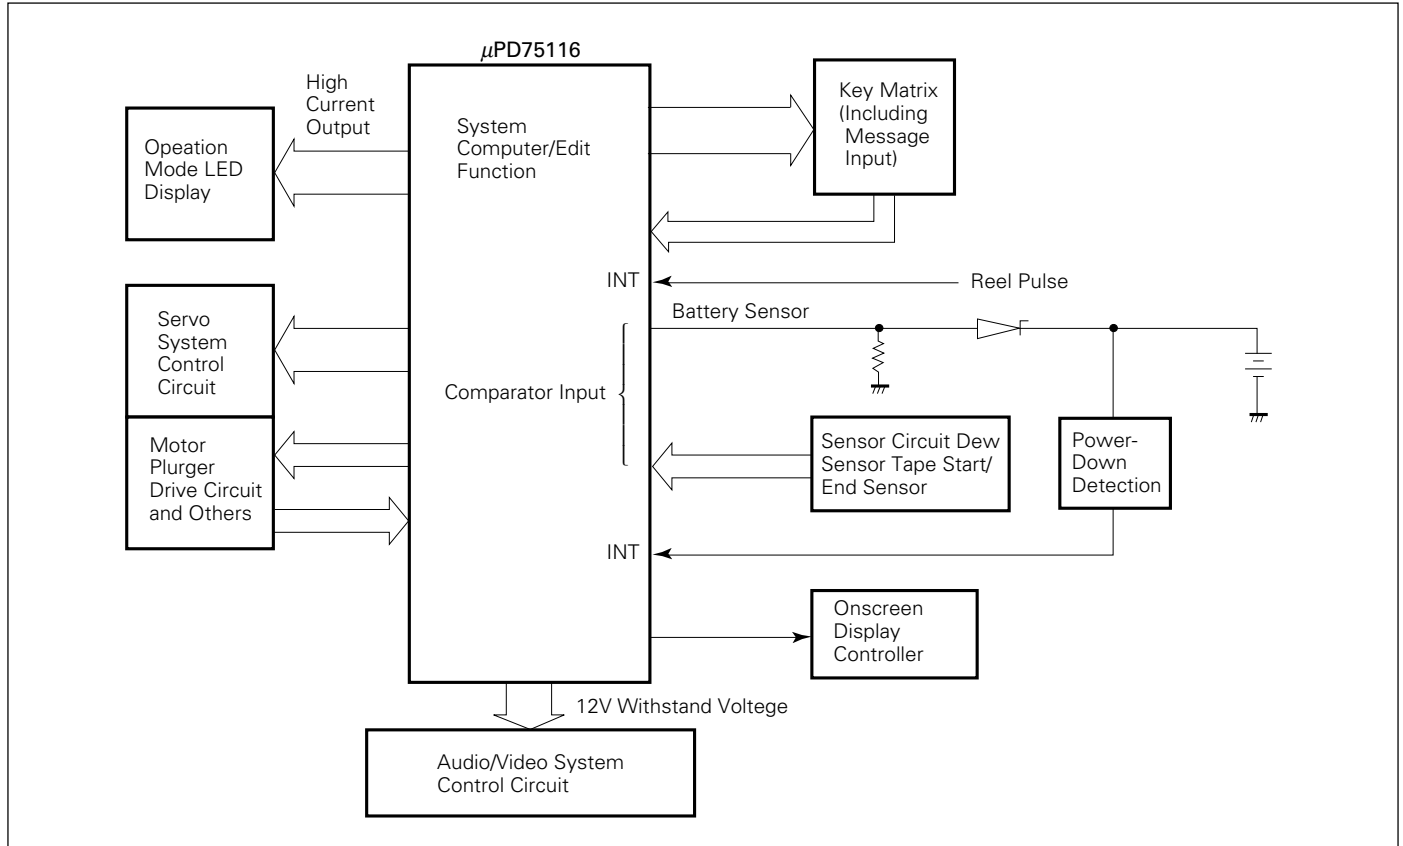 μPD75116
High
Current
Output
Opeation
Mode LED
Display
System
Computer/Edit
Function
Key Matrix
(Including
Message
Input)
INT
Reel Pulse
Battery Sensor
Servo
System
Control
Circuit
Comparator Input
Motor
Plurger
Drive Circuit
and Others
Sensor Circuit Dew
Sensor Tape Start/
End Sensor
Power-
Down
Detection
INT
Onscreen
Display
Controller
12V Withstand Voltege
Audio/Video System
Control Circuit